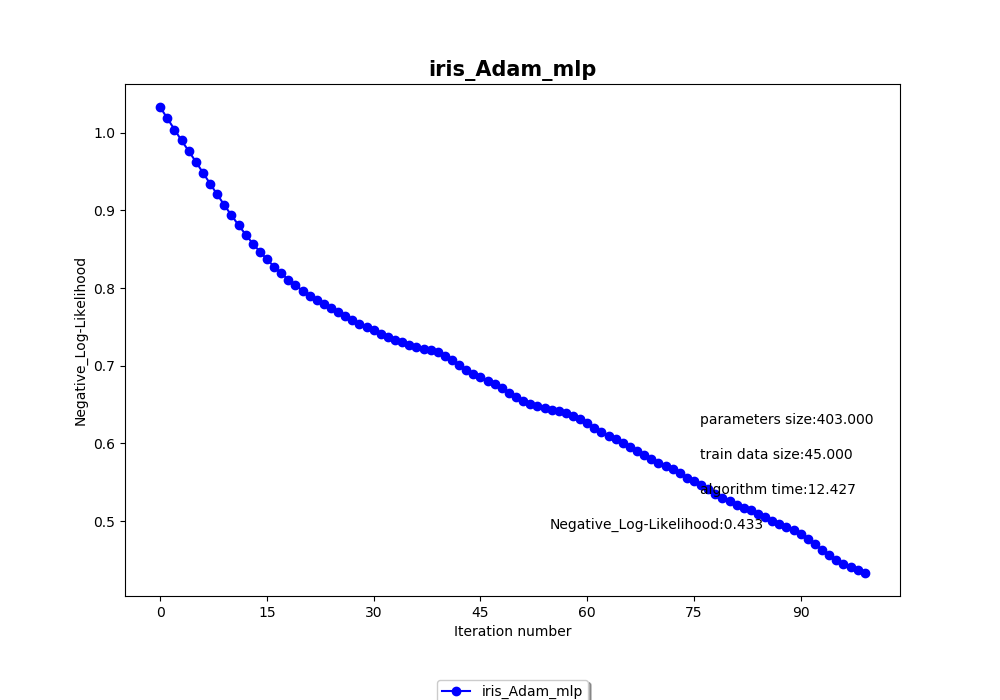 iris_Adam_mlp
1.0
0.9
0.8
0.7
0.6
0.5
Negative_Log-Likelihood
parameters size:403.000
train data size:45.000
algorithm time:12.427
Negative_Log-Likelihood:0.433
0 15 30 45 60 75 90
Iteration number
iris_Adam_mlp